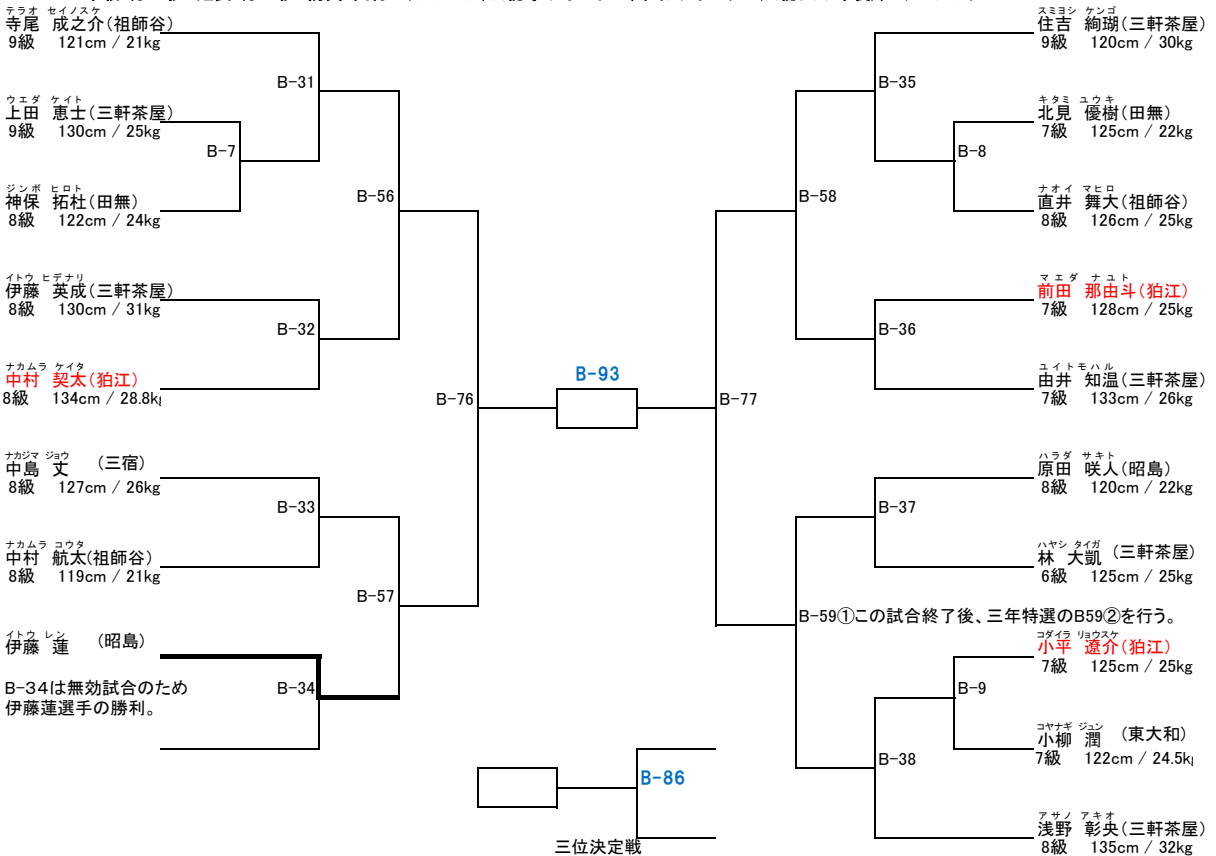 テラオ セイノスケ
寺尾 成之介(祖師谷)
9級 121cm / 21kg
B-31
ウエダ ケイト
上田 恵士(三軒茶屋)
9級 130cm / 25kg
B-7
ジンボ ヒロト
神保 拓杜(田無)
8級 122cm / 24kg
B-56
イトウ ヒデナリ
伊藤 英成(三軒茶屋)
8級 130cm / 31kg
B-32
ナカムラ ケイタ
中村 契太(狛江)
8級 134cm / 28.8kg
B-76
ナカジマ ジョウ
中島 丈 (三宿)
8級 127cm / 26kg
B-33
ナカムラ コウタ
中村 航太(祖師谷)
8級 119cm / 21kg
B-57
イトウ レン
伊藤 蓮 (昭島)
B-34は無効試合のため
伊藤蓮選手の勝利。
B-34
B-93
B-86
三位決定戦
スミヨシ ケンゴ
住吉 絢瑚(三軒茶屋)
9級 120cm / 30kg
B-35
キタミ ユウキ
北見 優樹(田無)
7級 125cm / 22kg
B-8
ナオイ マヒロ
直井 舞大(祖師谷)
8級 126cm / 25kg
B-58
マエダ ナユト
前田 那由斗(狛江)
7級 128cm / 25kg
B-36
ユイトモハル
由井 知温(三軒茶屋)
7級 133cm / 26kg
B-77
ハラダ サキト
原田 咲人(昭島)
8級 120cm / 22kg
B-37
ハヤシ タイガ
林 大凱 (三軒茶屋)
6級 125cm / 25kg
B-59①この試合終了後、三年特選のB59②を行う。
コダイラ リョウスケ
小平 遼介(狛江)
7級 125cm / 25kg
B-9
コヤナギ ジュン
小柳 潤 (東大和)
7級 122cm / 24.5kg
B-38
アサノ アキオ
浅野 彰央(三軒茶屋)
8級 135cm / 32kg